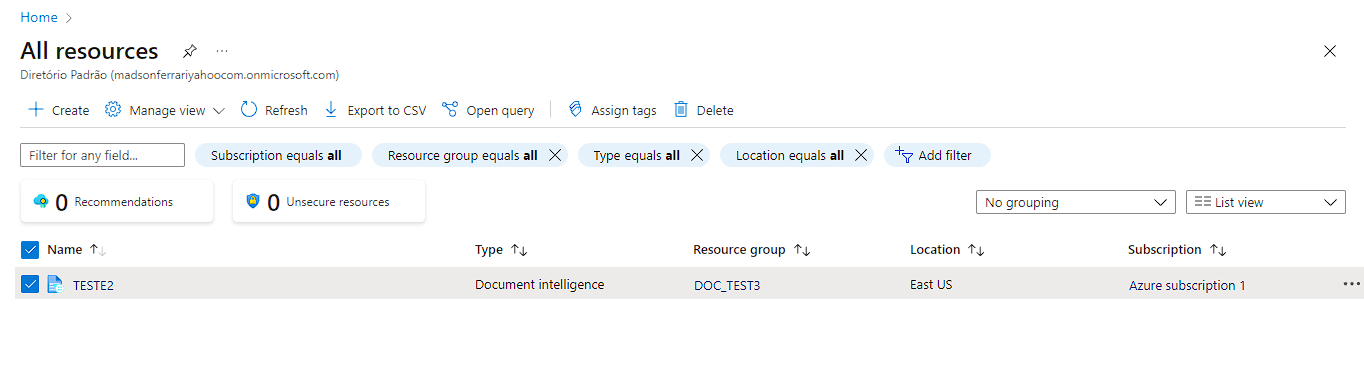 Home
All resources
Diretório Padrão (madsonferrariyahoocom.onmicrosoft.com)
Create Manage view Refresh Export to CSV Open query Assign tags Delete
Filter for any field... Subscription equals all Resource group equals all Type equals all Location equals all Add filter
0 Recommendations 0 Unsecure resources No grouping List view
Name Type Resource group Location Subscription
TESTE2 Document intelligence DOC_TEST3 East US Azure subscription 1